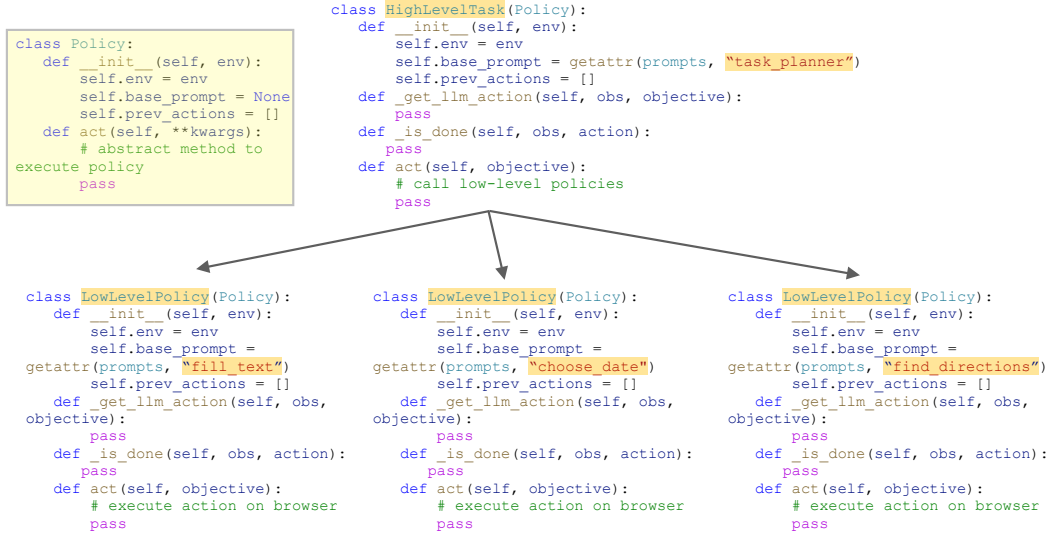 class Policy:
def __init__(self, env):
self.env = env
self.base_prompt = None
self.prev_actions = []
def act(self, **kwargs):
# abstract method to
execute policy
pass
class HighLevelTask(Policy):
def __init__(self, env):
self.env = env
self.base_prompt = getattr(prompts, “task_planner”)
self.prev_actions = []
def _get_llm_action(self, obs, objective):
pass
def _is_done(self, obs, action):
pass
def act(self, objective):
# call low-level policies
pass
class LowLevelPolicy(Policy):
def __init__(self, env):
self.env = env
self.base_prompt =
getattr(prompts, “fill_text”)
self.prev_actions = []
def _get_llm_action(self, obs,
objective):
pass
def _is_done(self, obs, action):
pass
def act(self, objective):
# execute action on browser
pass
class LowLevelPolicy(Policy):
def __init__(self, env):
self.env = env
self.base_prompt =
getattr(prompts, “choose_date")
self.prev_actions = []
def _get_llm_action(self, obs,
objective):
pass
def _is_done(self, obs, action):
pass
def act(self, objective):
# execute action on browser
pass
class LowLevelPolicy(Policy):
def __init__(self, env):
self.env = env
self.base_prompt =
getattr(prompts, “find_directions”)
self.prev_actions = []
def _get_llm_action(self, obs,
objective):
pass
def _is_done(self, obs, action):
pass
def act(self, objective):
# execute action on browser
pass